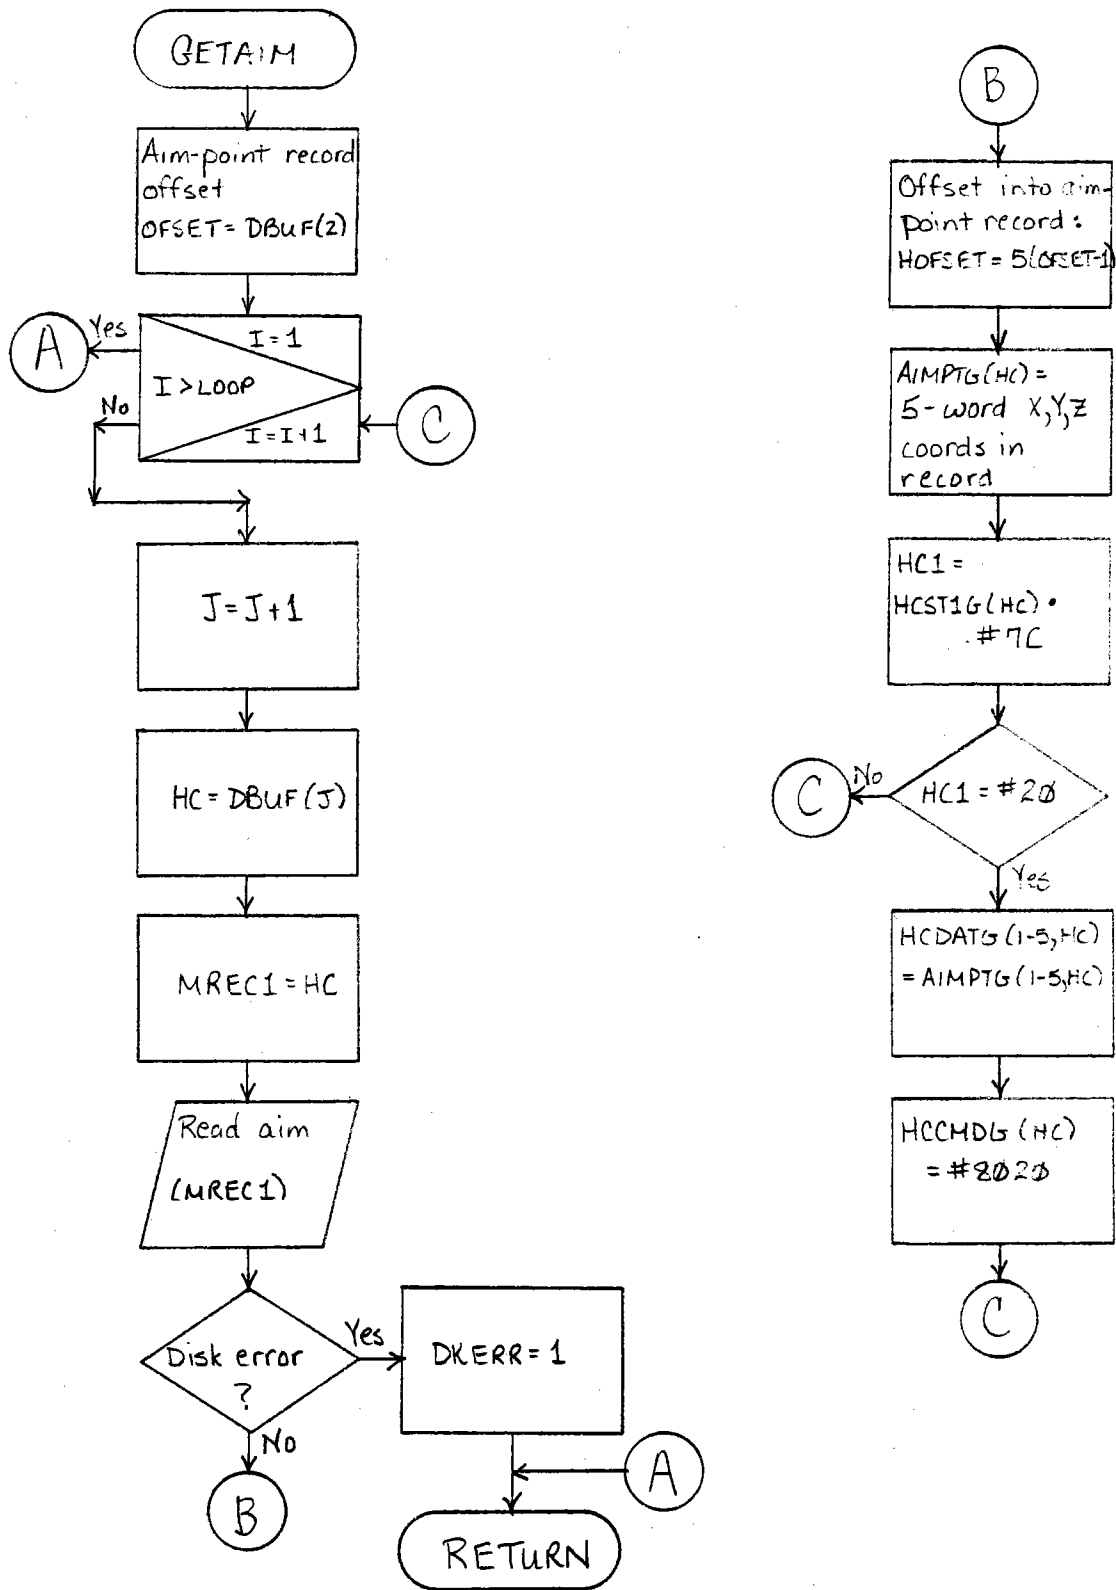 GETAIM
Aim-point record
offset
OFSET = DBUF(2)
A
Yes
I = 1
I > LOOP
No
I = I + 1
C
J = J + 1
HC = DBUF(J)
MREC1 = HC
Read aim
(MREC1)
Disk error
?
Yes
DKERR = 1
No
B
A
RETURN
B
Offset into aim-
point record:
HOFSET = 5(OFSET-1)
AIMPTG(HC) =
5-word X,Y,Z
coords in
record
HC1 =
HCST1G(HC) •
#7C
HC1 = #2Ø
No
C
Yes
HCDATG(1-5,HC)
= AIMPTG(1-5,HC)
HCCMDG(HC)
= #8Ø2Ø
C